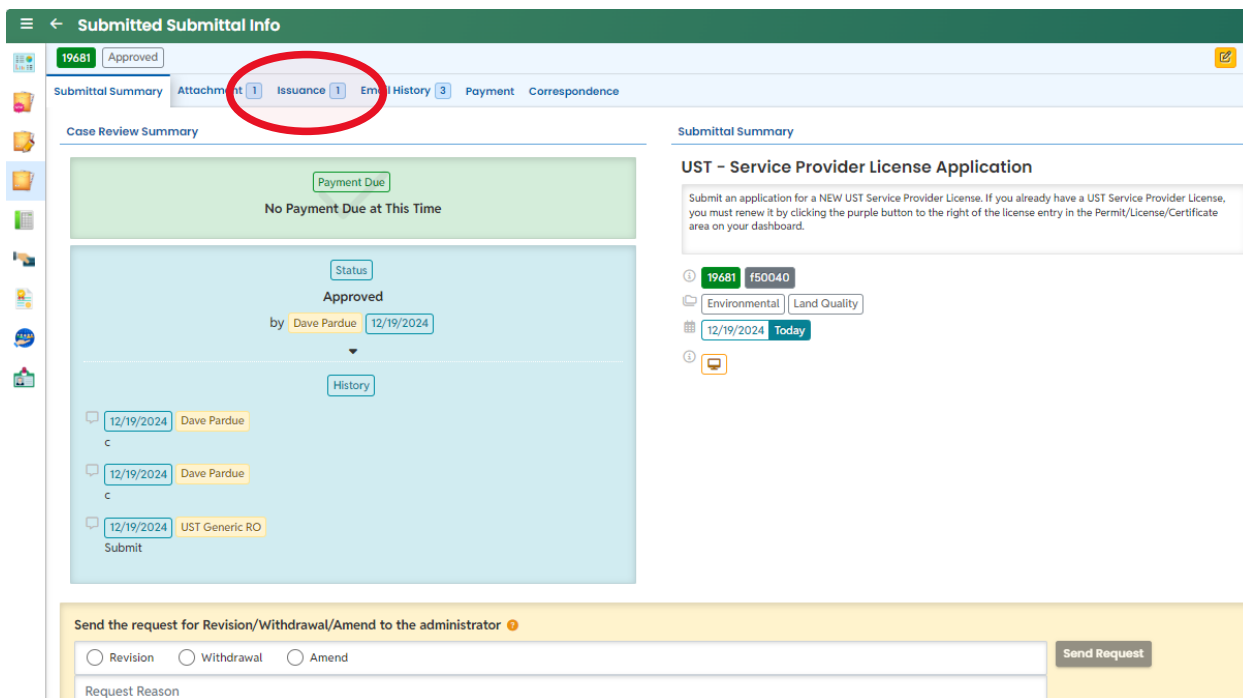 Submitted Submittal Info
19681 Approved
Submittal Summary Attachment 1 Issuance 1 Email History 3 Payment Correspondence
Case Review Summary
Payment Due
No Payment Due at This Time
Status
Approved
by Dave Pardue 12/19/2024
History
12/19/2024 Dave Pardue
c
12/19/2024 Dave Pardue
c
12/19/2024 UST Generic RO
Submit
Submittal Summary
UST - Service Provider License Application
Submit an application for a NEW UST Service Provider License. If you already have a UST Service Provider License,
you must renew it by clicking the purple button to the right of the license entry in the Permit/License/Certificate
area on your dashboard.
19681 f50040
Environmental Land Quality
12/19/2024 Today
Send the request for Revision/Withdrawal/Amend to the administrator ?
Revision Withdrawal Amend
Send Request
Request Reason